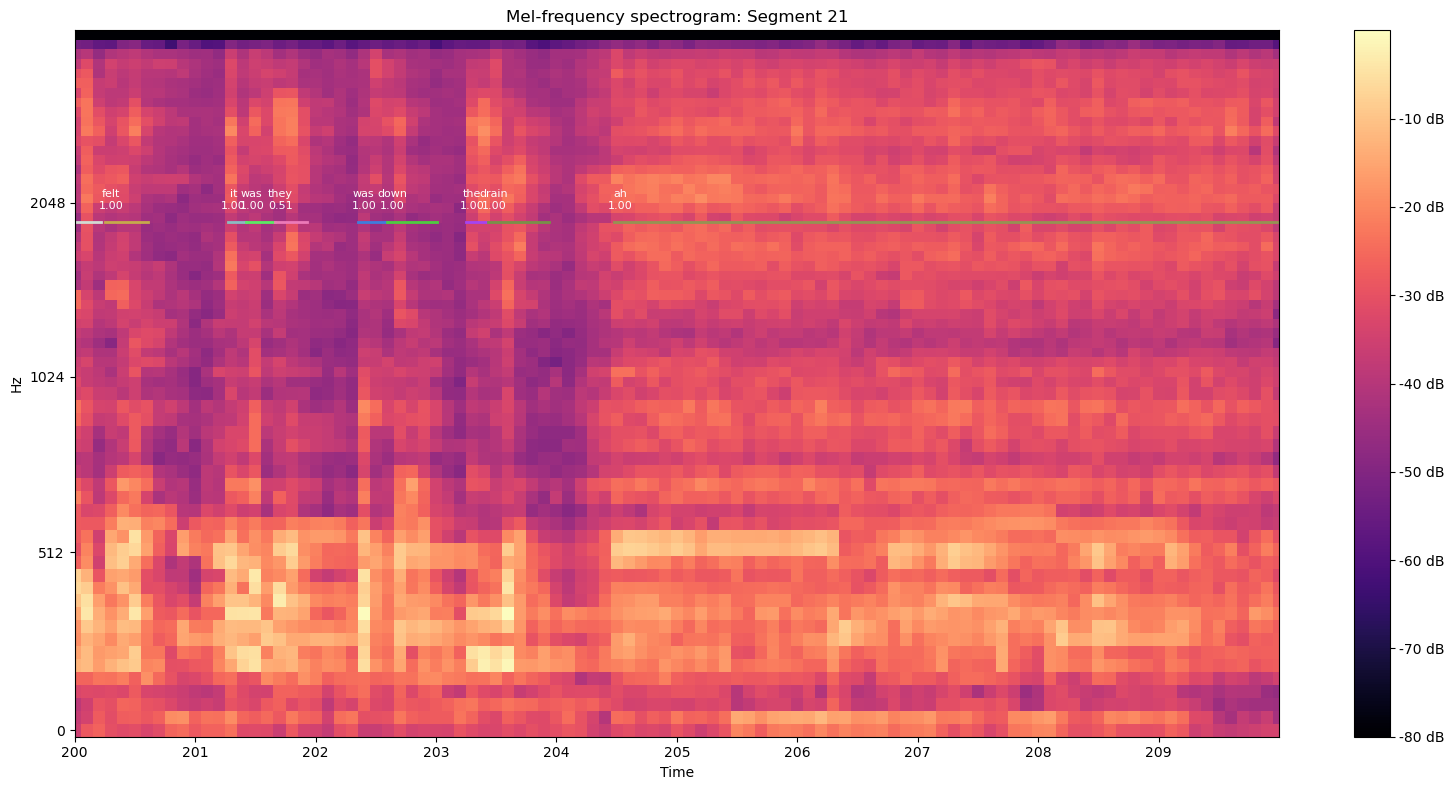 Mel-frequency spectrogram: Segment 21
felt it was they was down the drain ah
1.00 1.00 1.00 0.51 1.00 1.00 1.00 1.00 1.00
-10 dB
-20 dB
-30 dB
-40 dB
-50 dB
-60 dB
-70 dB
-80 dB
2048
1024
512
0
Hz
200 201 202 203 204 205 206 207 208 209
Time